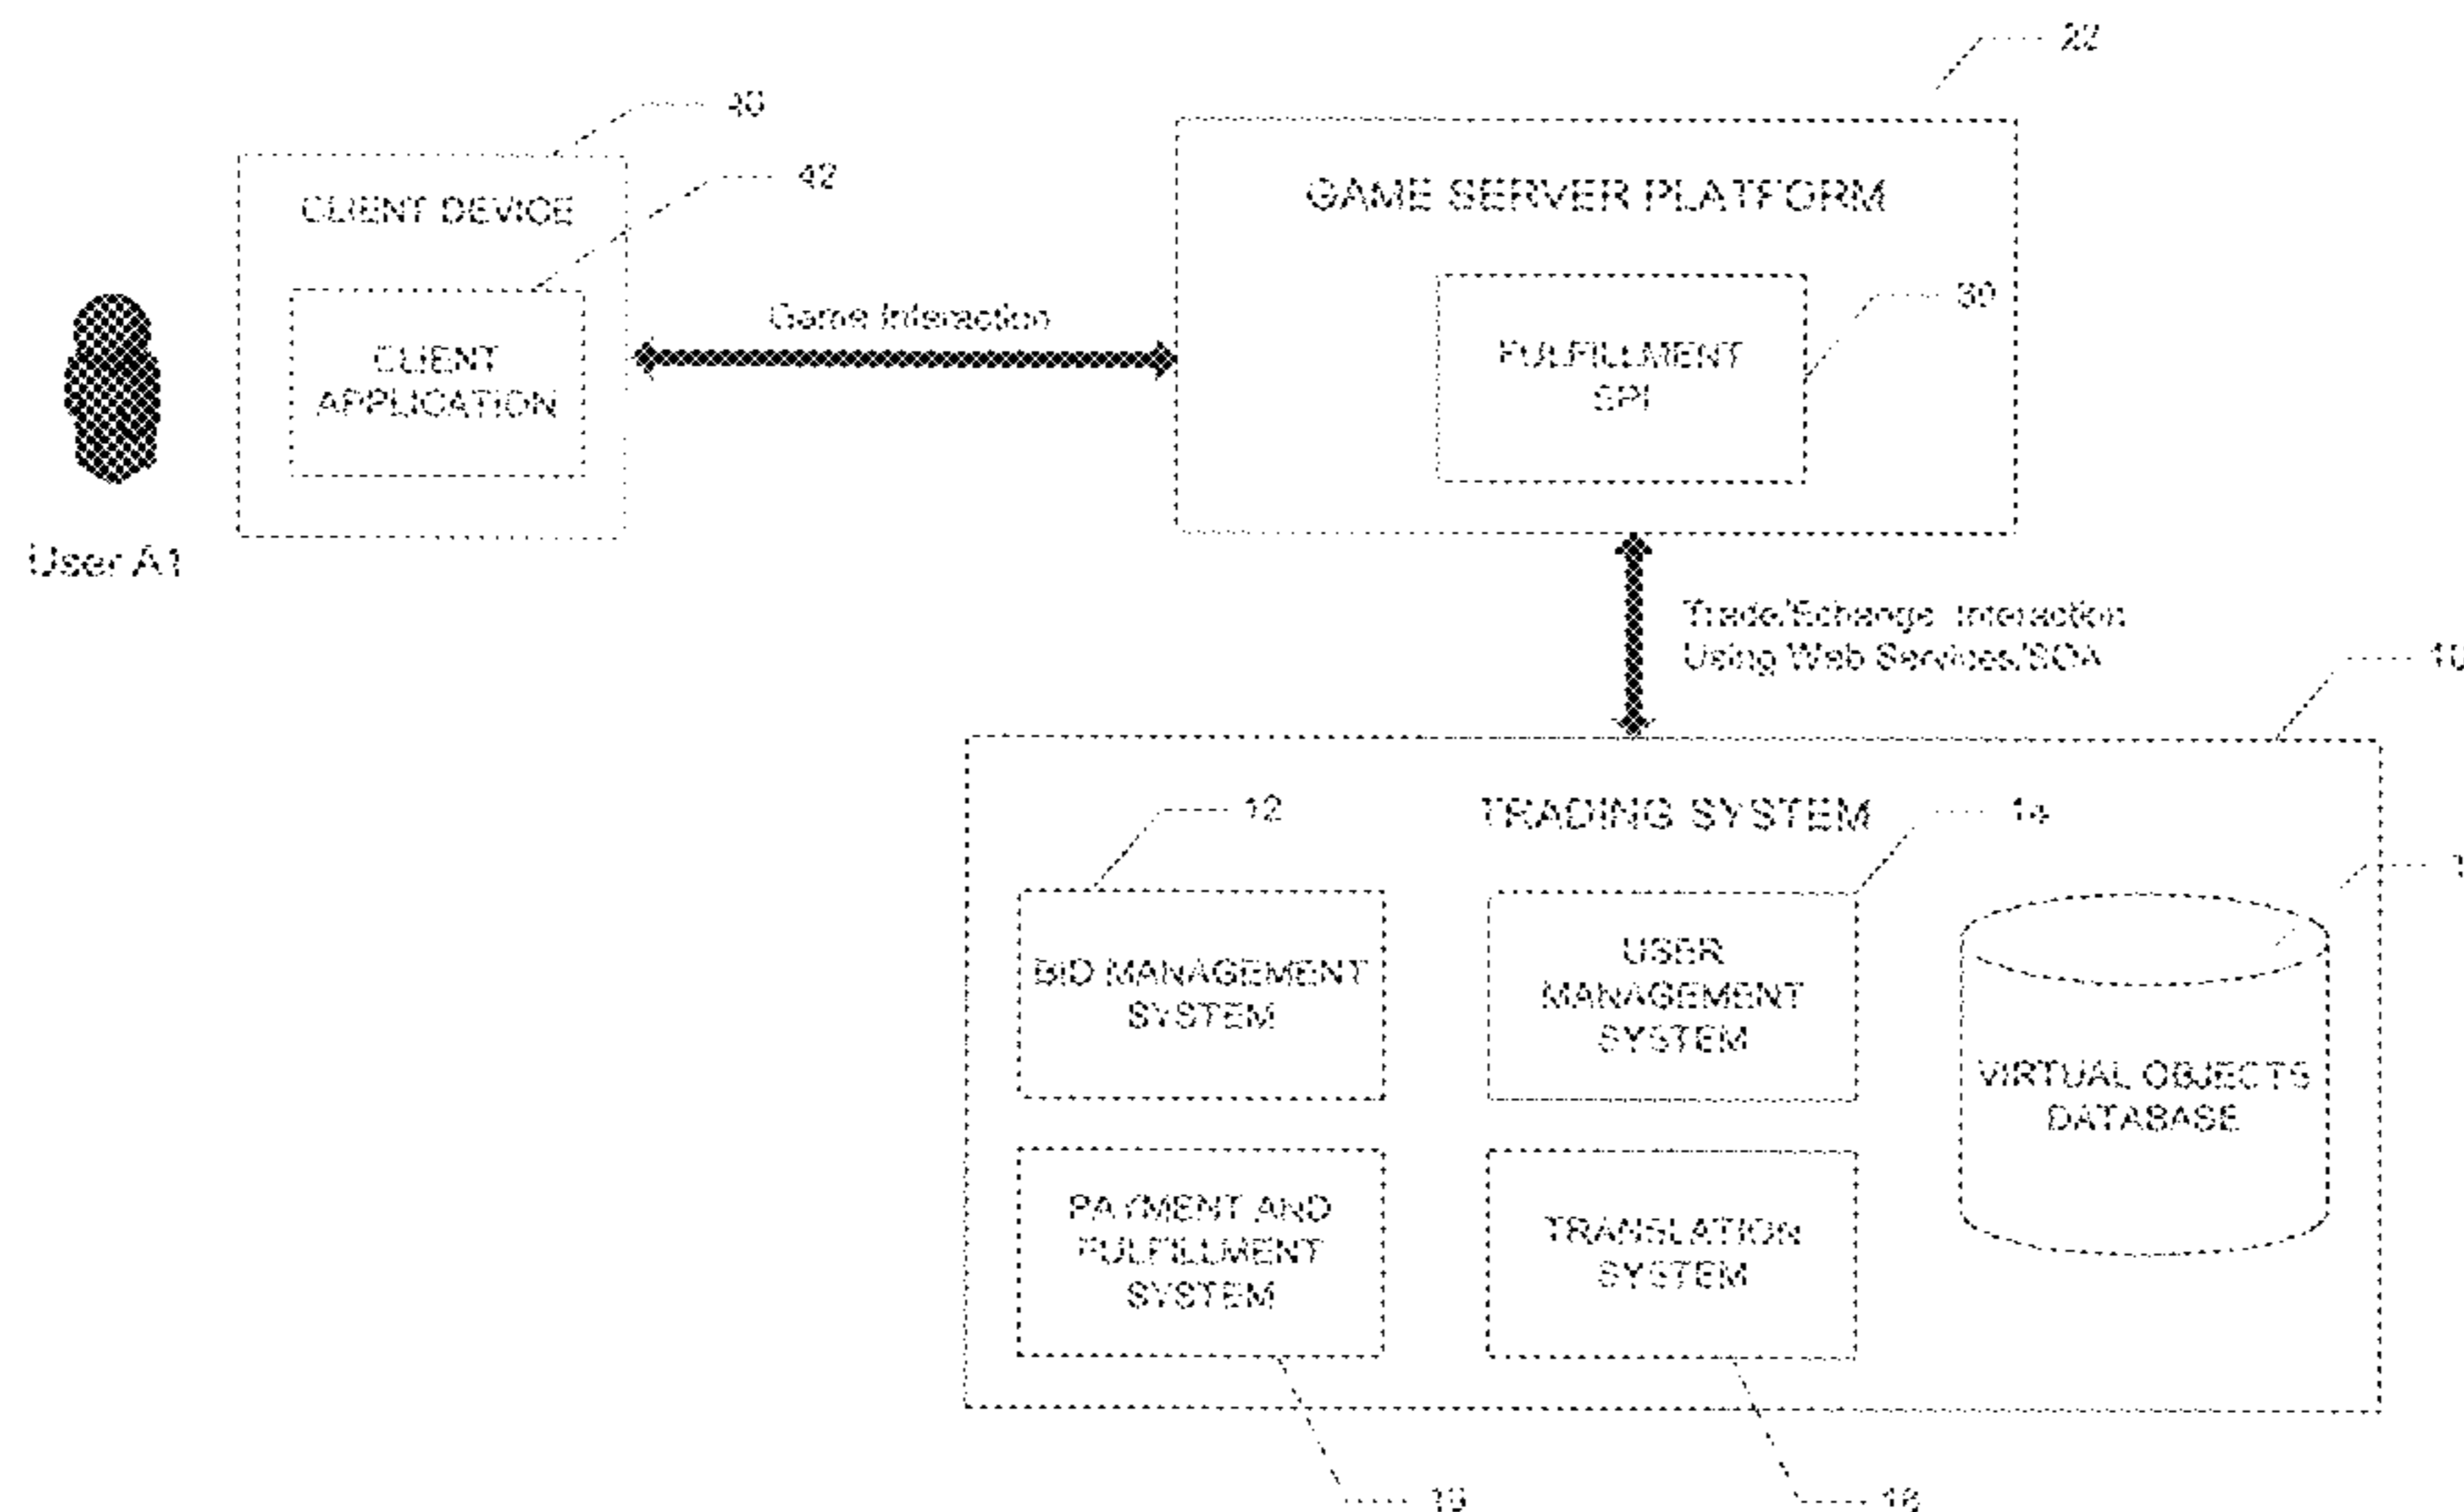 22
40
42
CLIENT DEVICE
GAME SERVER PLATFORM
30
Game Interaction
CLIENT
APPLICATION
FULFILLMENT
SPI
User A1
Trade/Echange Interaction
Using Web Services/SOA
10
TRADING SYSTEM
12
14
BID MANAGEMENT
SYSTEM
USER
MANAGEMENT
SYSTEM
VIRTUAL OBJECTS
DATABASE
PAYMENT AND
FULFILLMENT
SYSTEM
TRANSLATION
SYSTEM